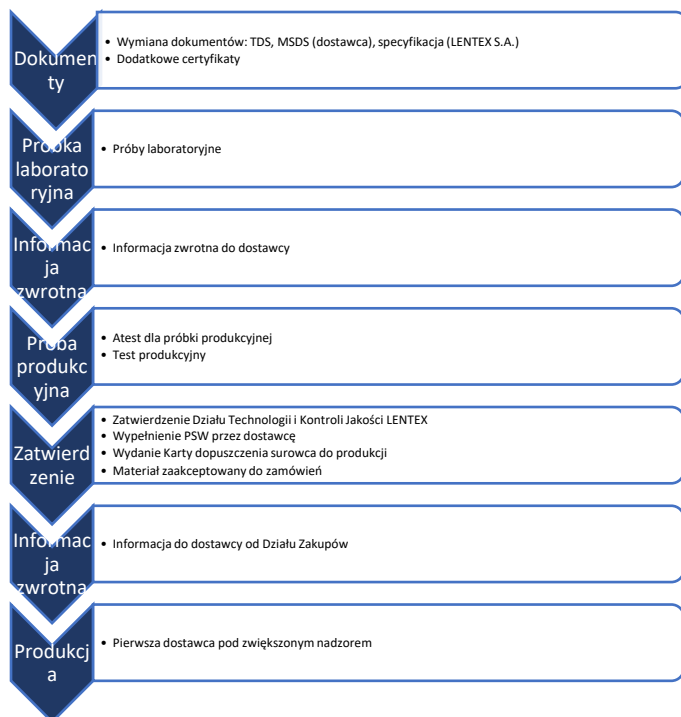 Dokumen
ty
• Wymiana dokumentów: TDS, MSDS (dostawca), specyfikacja (LENTEX S.A.)
• Dodatkowe certyfikaty
Próbka
laborato
ryjna
• Próby laboratoryjne
Informac
ja
zwrotna
• Informacja zwrotna do dostawcy
Próba
produkc
yjna
• Atest dla próbki produkcyjnej
• Test produkcyjny
Zatwierd
zenie
• Zatwierdzenie Działu Technologii i Kontroli Jakości LENTEX
• Wypełnienie PSW przez dostawcę
• Wydanie Karty dopuszczenia surowca do produkcji
• Materiał zaakceptowany do zamówień
Informac
ja
zwrotna
• Informacja do dostawcy od Działu Zakupów
Produkcj
a
• Pierwsza dostawca pod zwiększonym nadzorem